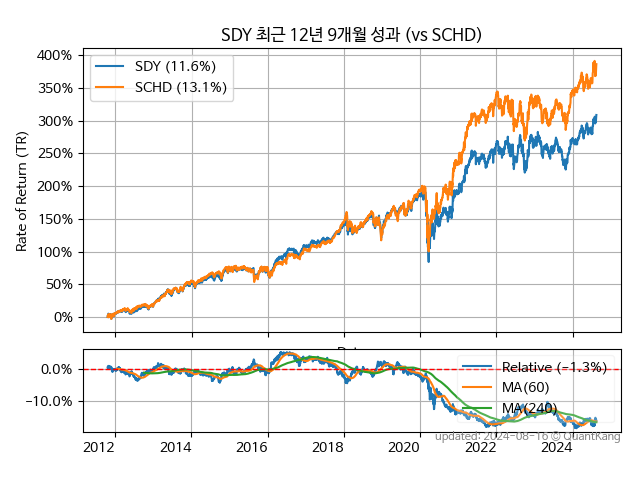 SDY 최근 12년 9개월 성과 (vs SCHD)
400%
350%
300%
250%
200%
150%
100%
50%
0%
Rate of Return (TR)
SDY (11.6%)
SCHD (13.1%)
0.0%
−10.0%
Relative (−1.3%)
MA(60)
MA(240)
2012 2014 2016 2018 2020 2022 2024
updated: 2024-08-16 © QuantKang